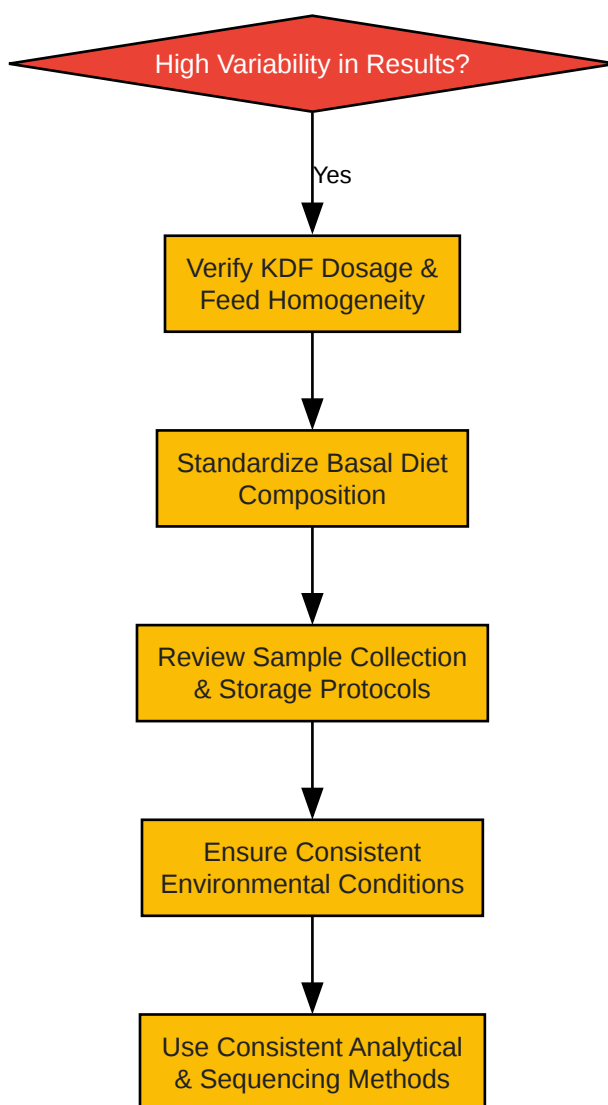 High Variability in Results?
Yes
Verify KDF Dosage &
Feed Homogeneity
Standardize Basal Diet
Composition
Review Sample Collection
& Storage Protocols
Ensure Consistent
Environmental Conditions
Use Consistent Analytical
& Sequencing Methods